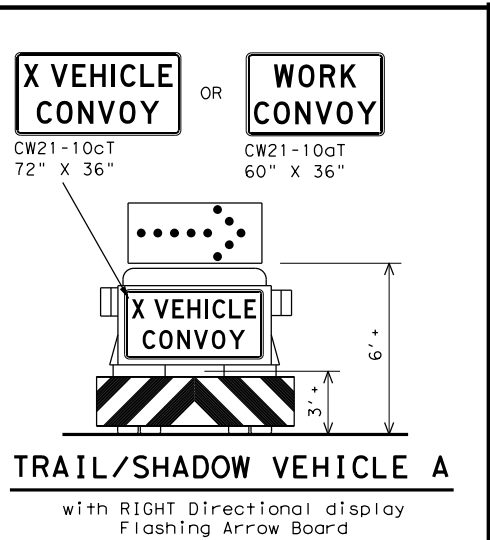 X VEHICLE
CONVOY
OR
WORK
CONVOY
CW21-10cT
72" X 36"
CW21-10aT
60" X 36"
X VEHICLE
CONVOY
6'+
3'+
TRAIL/SHADOW VEHICLE A
with RIGHT Directional display
Flashing Arrow Board